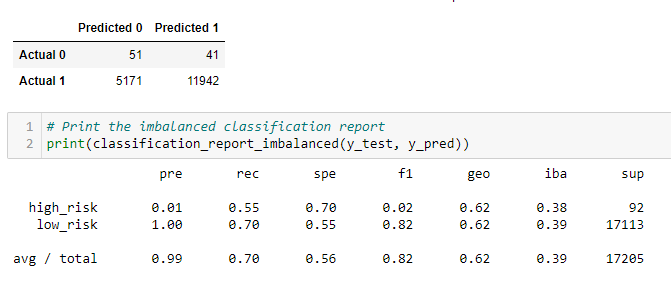 Predicted 0 Predicted 1
Actual 0 51 41
Actual 1 5171 11942
1 # Print the imbalanced classification report
2 print(classification_report_imbalanced(y_test, y_pred))
pre rec spe f1 geo iba sup
high_risk 0.01 0.55 0.70 0.02 0.62 0.38 92
low_risk 1.00 0.70 0.55 0.82 0.62 0.39 17113
avg / total 0.99 0.70 0.56 0.82 0.62 0.39 17205